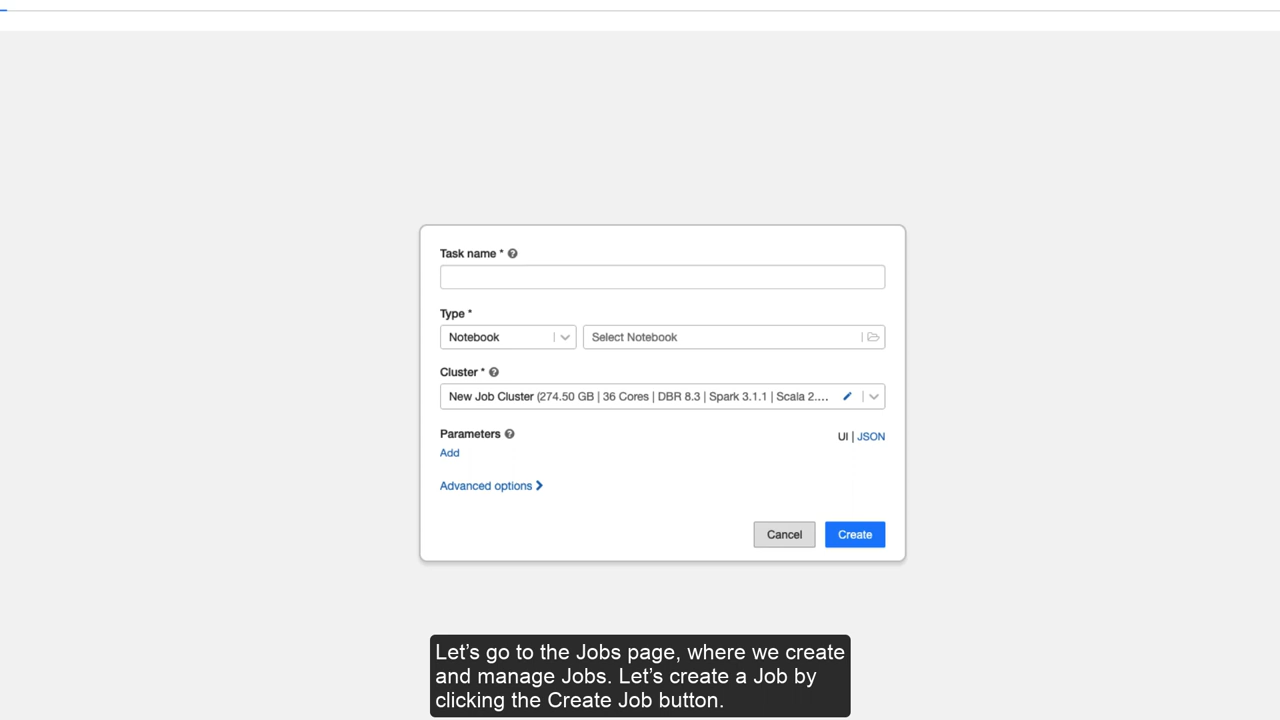 Task name *
Type *
Notebook
Select Notebook
Cluster *
New Job Cluster (274.50 GB | 36 Cores | DBR 8.3 | Spark 3.1.1 | Scala 2....
Parameters
UI | JSON
Add
Advanced options
Cancel
Create
Let’s go to the Jobs page, where we create
and manage Jobs. Let’s create a Job by
clicking the Create Job button.